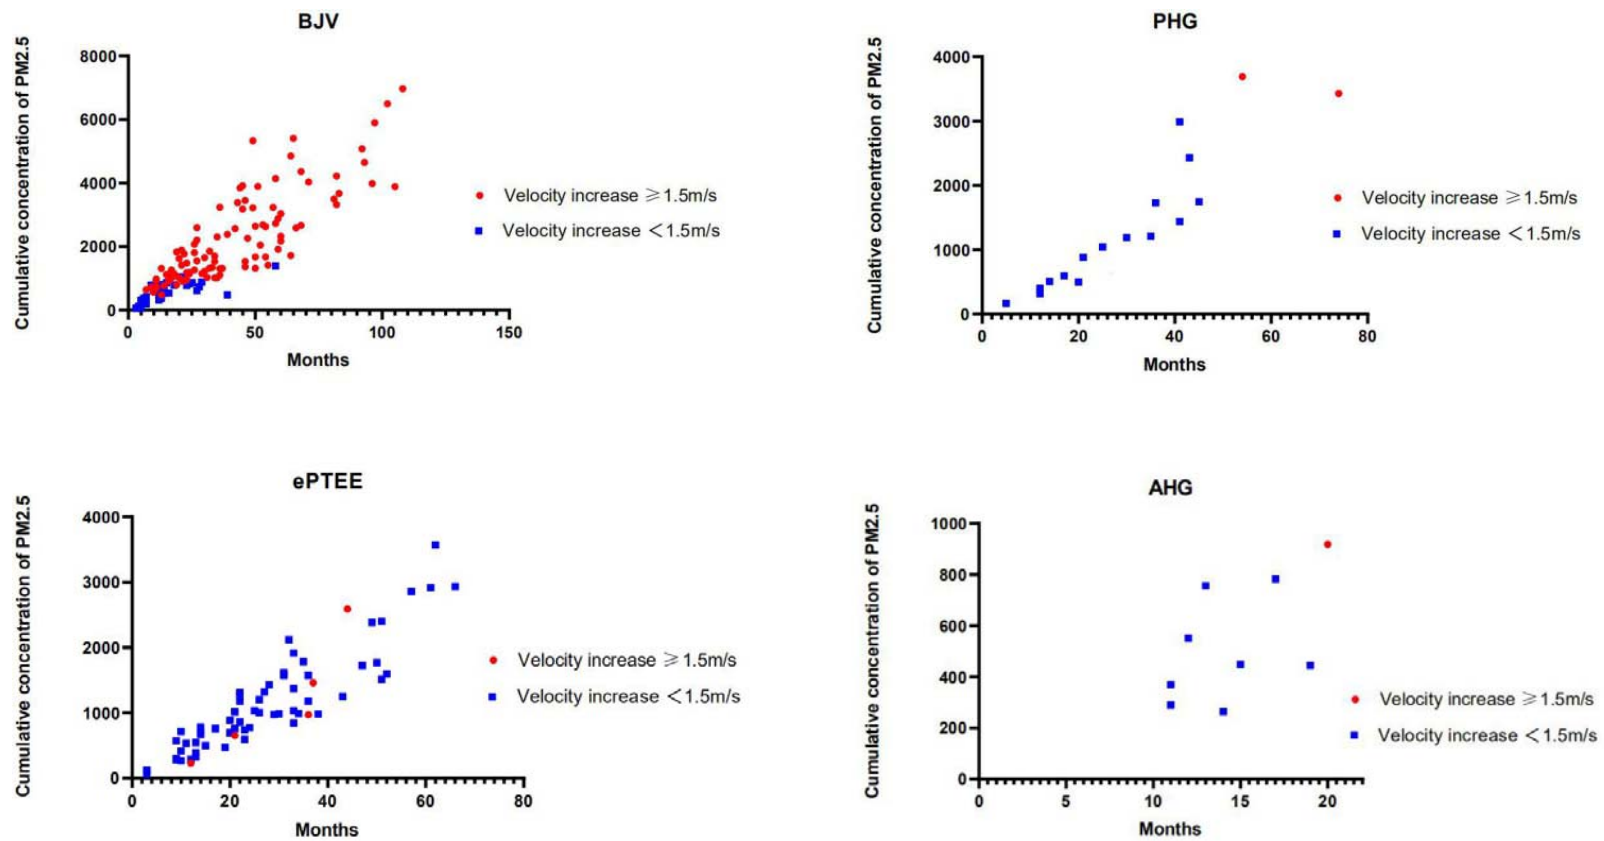 BJV
Cumulative concentration of PM2.5
8000
6000
4000
2000
0
0 50 100 150
Months
Velocity increase ≥1.5m/s
Velocity increase <1.5m/s
PHG
Cumulative concentration of PM2.5
4000
3000
2000
1000
0
0 20 40 60 80
Months
Velocity increase ≥1.5m/s
Velocity increase <1.5m/s
ePTEE
Cumulative concentration of PM2.5
4000
3000
2000
1000
0
0 20 40 60 80
Months
Velocity increase ≥1.5m/s
Velocity increase <1.5m/s
AHG
Cumulative concentration of PM2.5
1000
800
600
400
200
0
0 5 10 15 20
Months
Velocity increase ≥1.5m/s
Velocity increase <1.5m/s